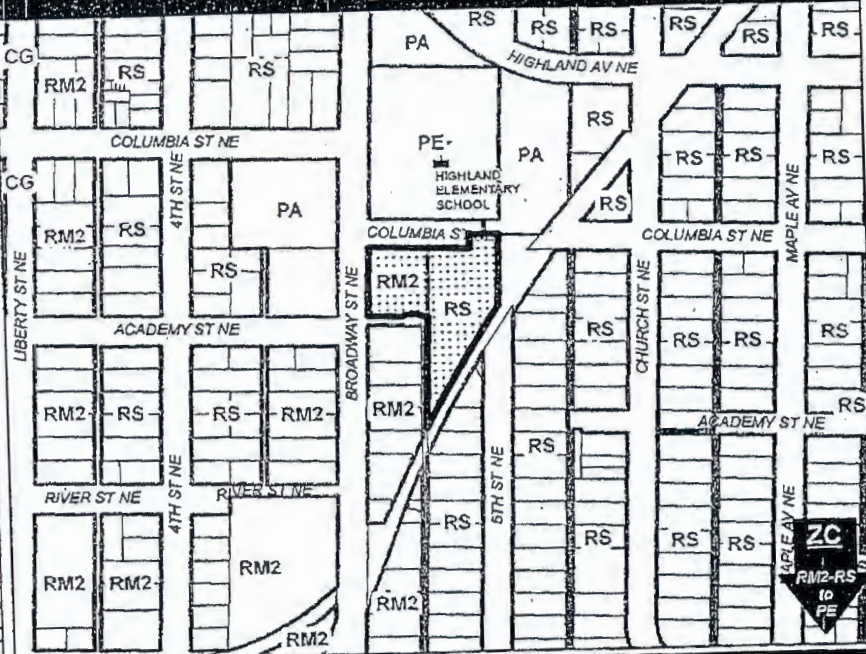 RS
CG
RM2
RS
RS
PA
RS
RS
RS
RS
RS
HIGHLAND AV NE
COLUMBIA ST NE
PE
HIGHLAND
ELEMENTARY
SCHOOL
PA
RS
RS
RS
RS
RS
CG
RM2
RS
4TH ST NE
PA
RS
COLUMBIA ST NE
COLUMBIA ST NE
MAPLE AV NE
LIBERTY ST NE
ACADEMY ST NE
BROADWAY ST NE
RM2
RS
RS
CHURCH ST NE
RS
RS
RS
RM2
RS
RS
RM2
RM2
RS
ACADEMY ST NE
RS
RIVER ST NE
4TH ST NE
RIVER ST NE
RS
5TH ST NE
RS
RS
RS
MAPLE AV NE
RM2
RM2
RM2
RM2
RM2
ZC
RM2-RS
to
PE